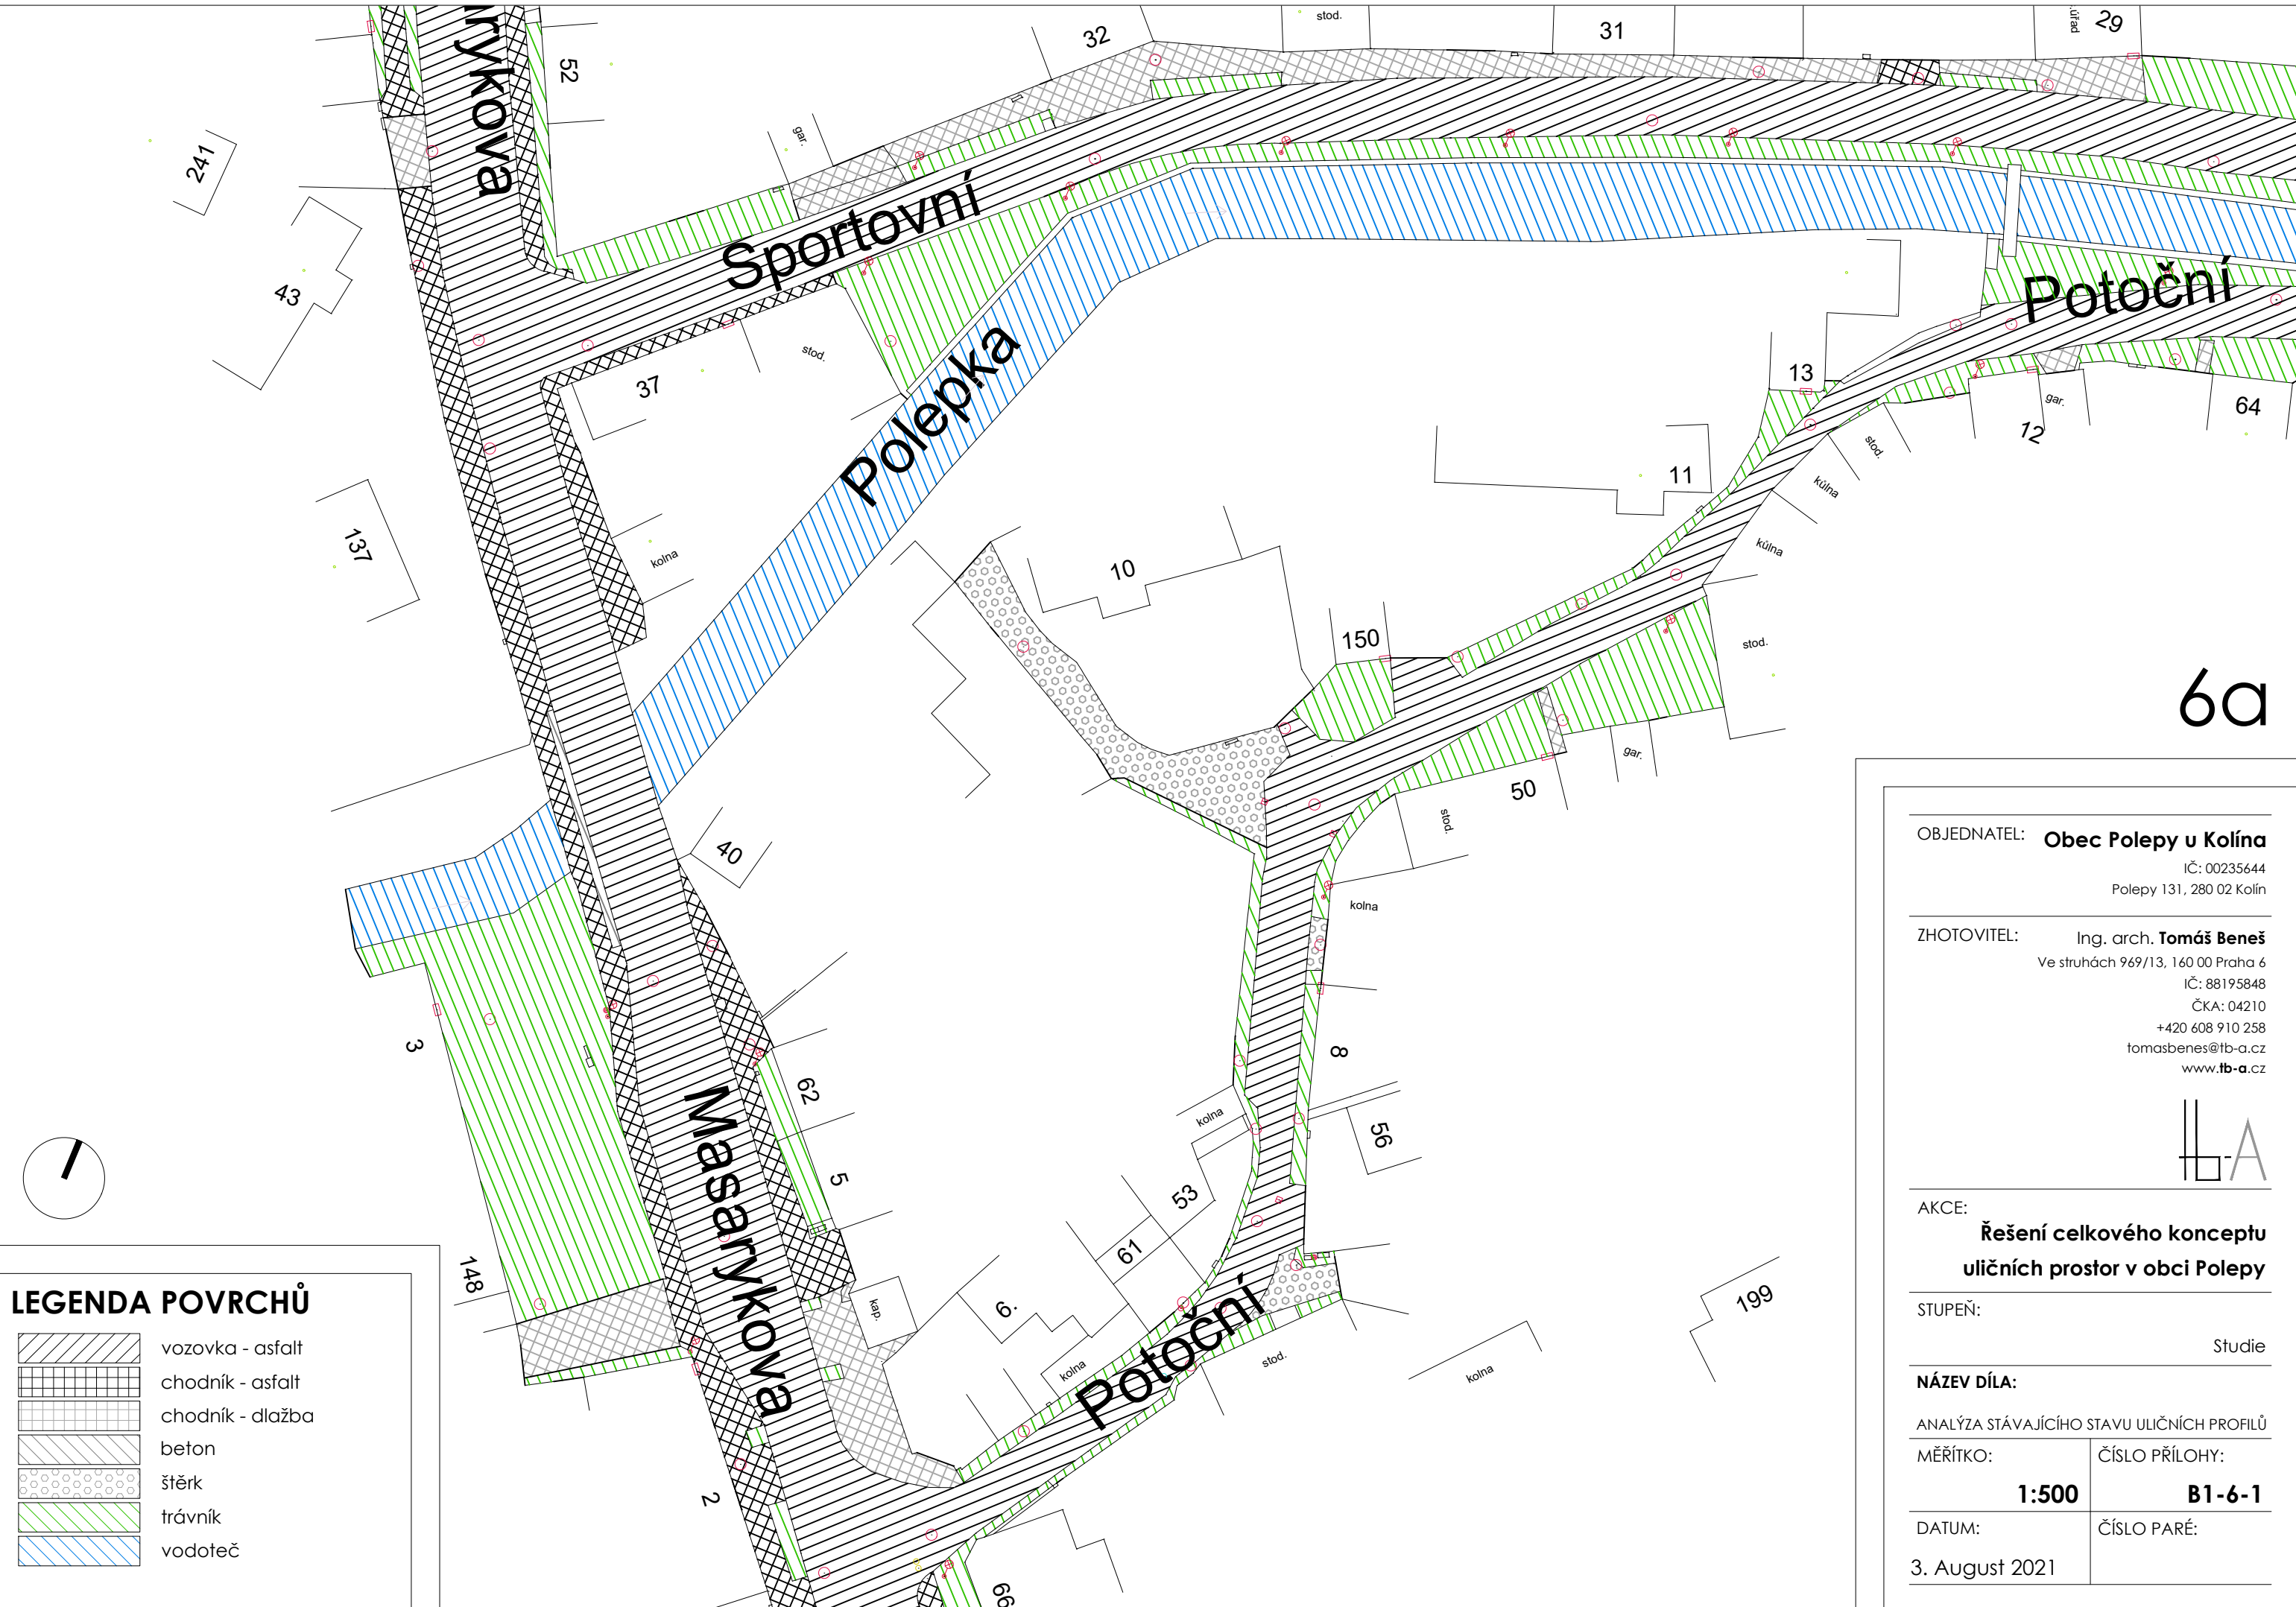 rykova
52
32
stod.
31
úřad
29
241
gar.
43
Sportovní
Potoční
37
stod.
Polepka
13
gar.
64
12
stod.
11
kůlna
kůlna
137
kolna
10
150
stod.
6a
gar.
50
stod.
40
kolna
3
8
62
kolna
56
5
53
Masarykova
61
148
6.
kap.
199
kolna
Potoční
stod.
kolna
2
66
LEGENDA POVRCHŮ
vozovka - asfalt
chodník - asfalt
chodník - dlažba
beton
štěrk
trávník
vodoteč
OBJEDNATEL: Obec Polepy u Kolína
IČ: 00235644
Polepy 131, 280 02 Kolín
ZHOTOVITEL: Ing. arch. Tomáš Beneš
Ve struhách 969/13, 160 00 Praha 6
IČ: 88195848
ČKA: 04210
+420 608 910 258
tomasbenes@tb-a.cz
www.tb-a.cz
tb-A
AKCE:
Řešení celkového konceptu
uličních prostor v obci Polepy
STUPEŇ:
Studie
NÁZEV DÍLA:
ANALÝZA STÁVAJÍCÍHO STAVU ULIČNÍCH PROFILŮ
MĚŘÍTKO: ČÍSLO PŘÍLOHY:
1:500 B1-6-1
DATUM: ČÍSLO PARÉ:
3. August 2021